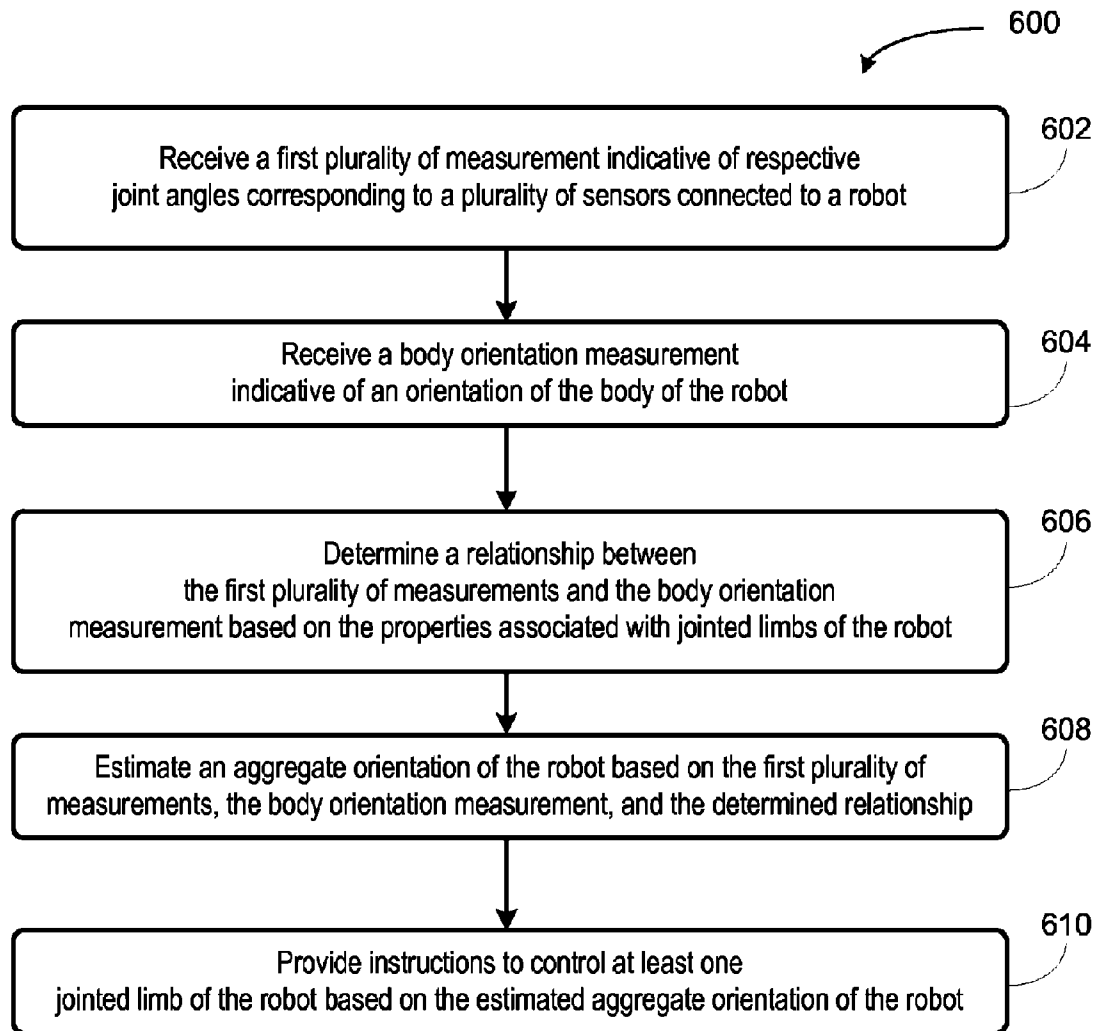 600
602
Receive a first plurality of measurement indicative of respective
joint angles corresponding to a plurality of sensors connected to a robot
604
Receive a body orientation measurement
indicative of an orientation of the body of the robot
606
Determine a relationship between
the first plurality of measurements and the body orientation
measurement based on the properties associated with jointed limbs of the robot
608
Estimate an aggregate orientation of the robot based on the first plurality of
measurements, the body orientation measurement, and the determined relationship
610
Provide instructions to control at least one
jointed limb of the robot based on the estimated aggregate orientation of the robot